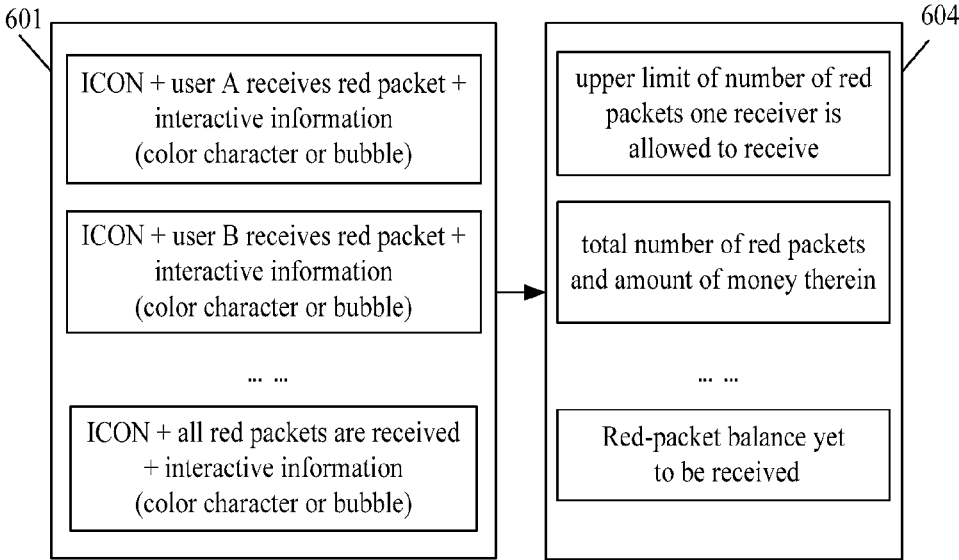 601
ICON + user A receives red packet +
interactive information
(color character or bubble)
ICON + user B receives red packet +
interactive information
(color character or bubble)
... ...
ICON + all red packets are received
+ interactive information
(color character or bubble)
604
upper limit of number of red
packets one receiver is
allowed to receive
total number of red packets
and amount of money therein
... ...
Red-packet balance yet
to be received